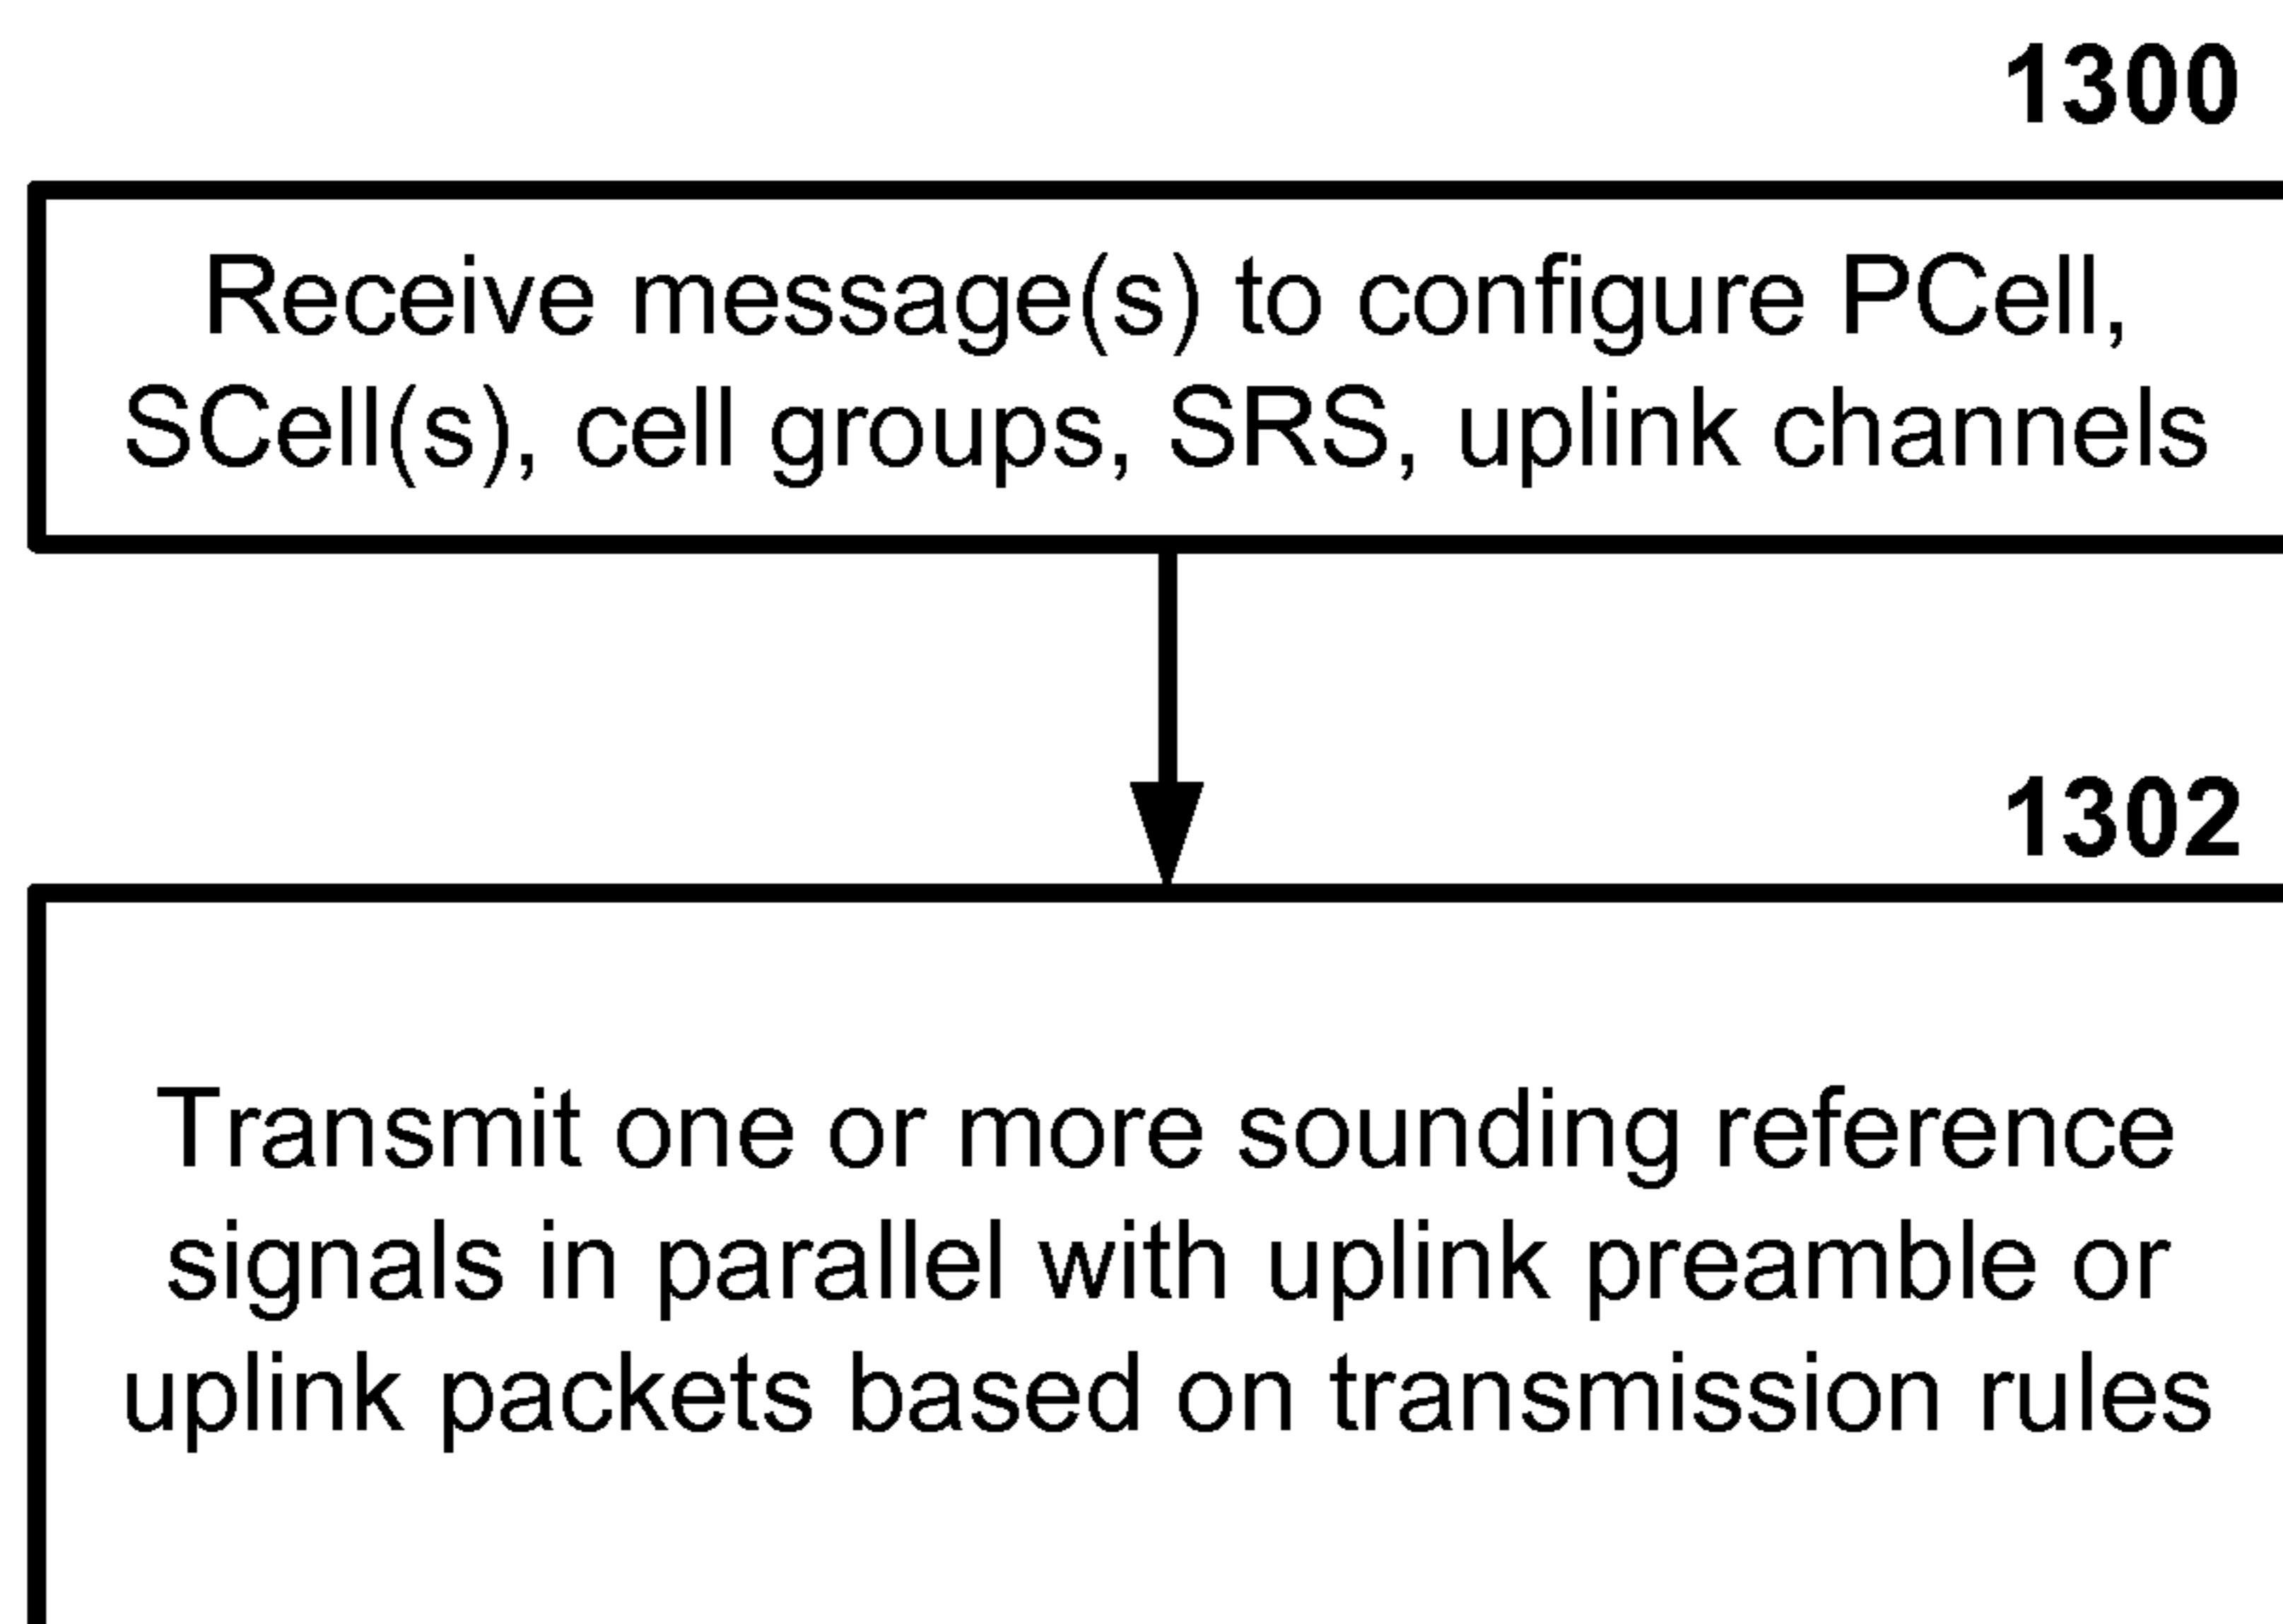 1300
Receive message(s) to configure PCell,
SCell(s), cell groups, SRS, uplink channels
1302
Transmit one or more sounding reference
signals in parallel with uplink preamble or
uplink packets based on transmission rules